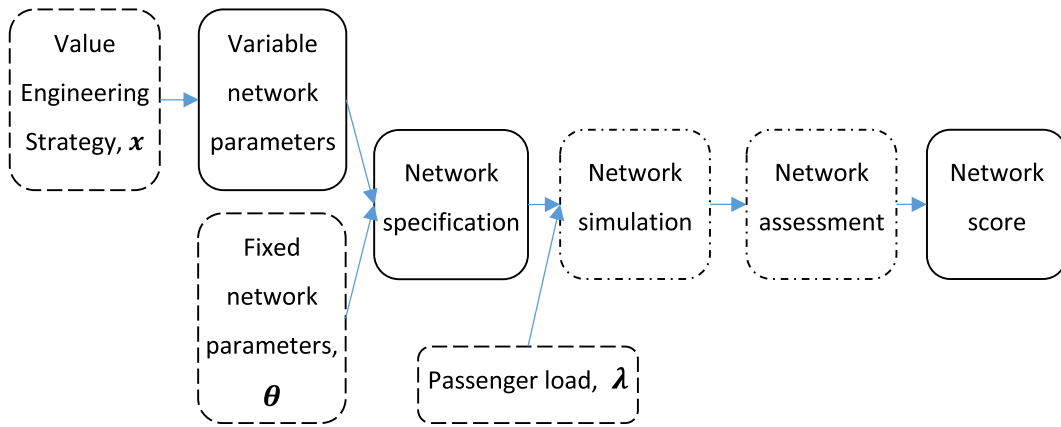 Value
Engineering
Strategy, x
Variable
network
parameters
Fixed
network
parameters,
θ
Network
specification
Passenger load, λ
Network
simulation
Network
assessment
Network
score